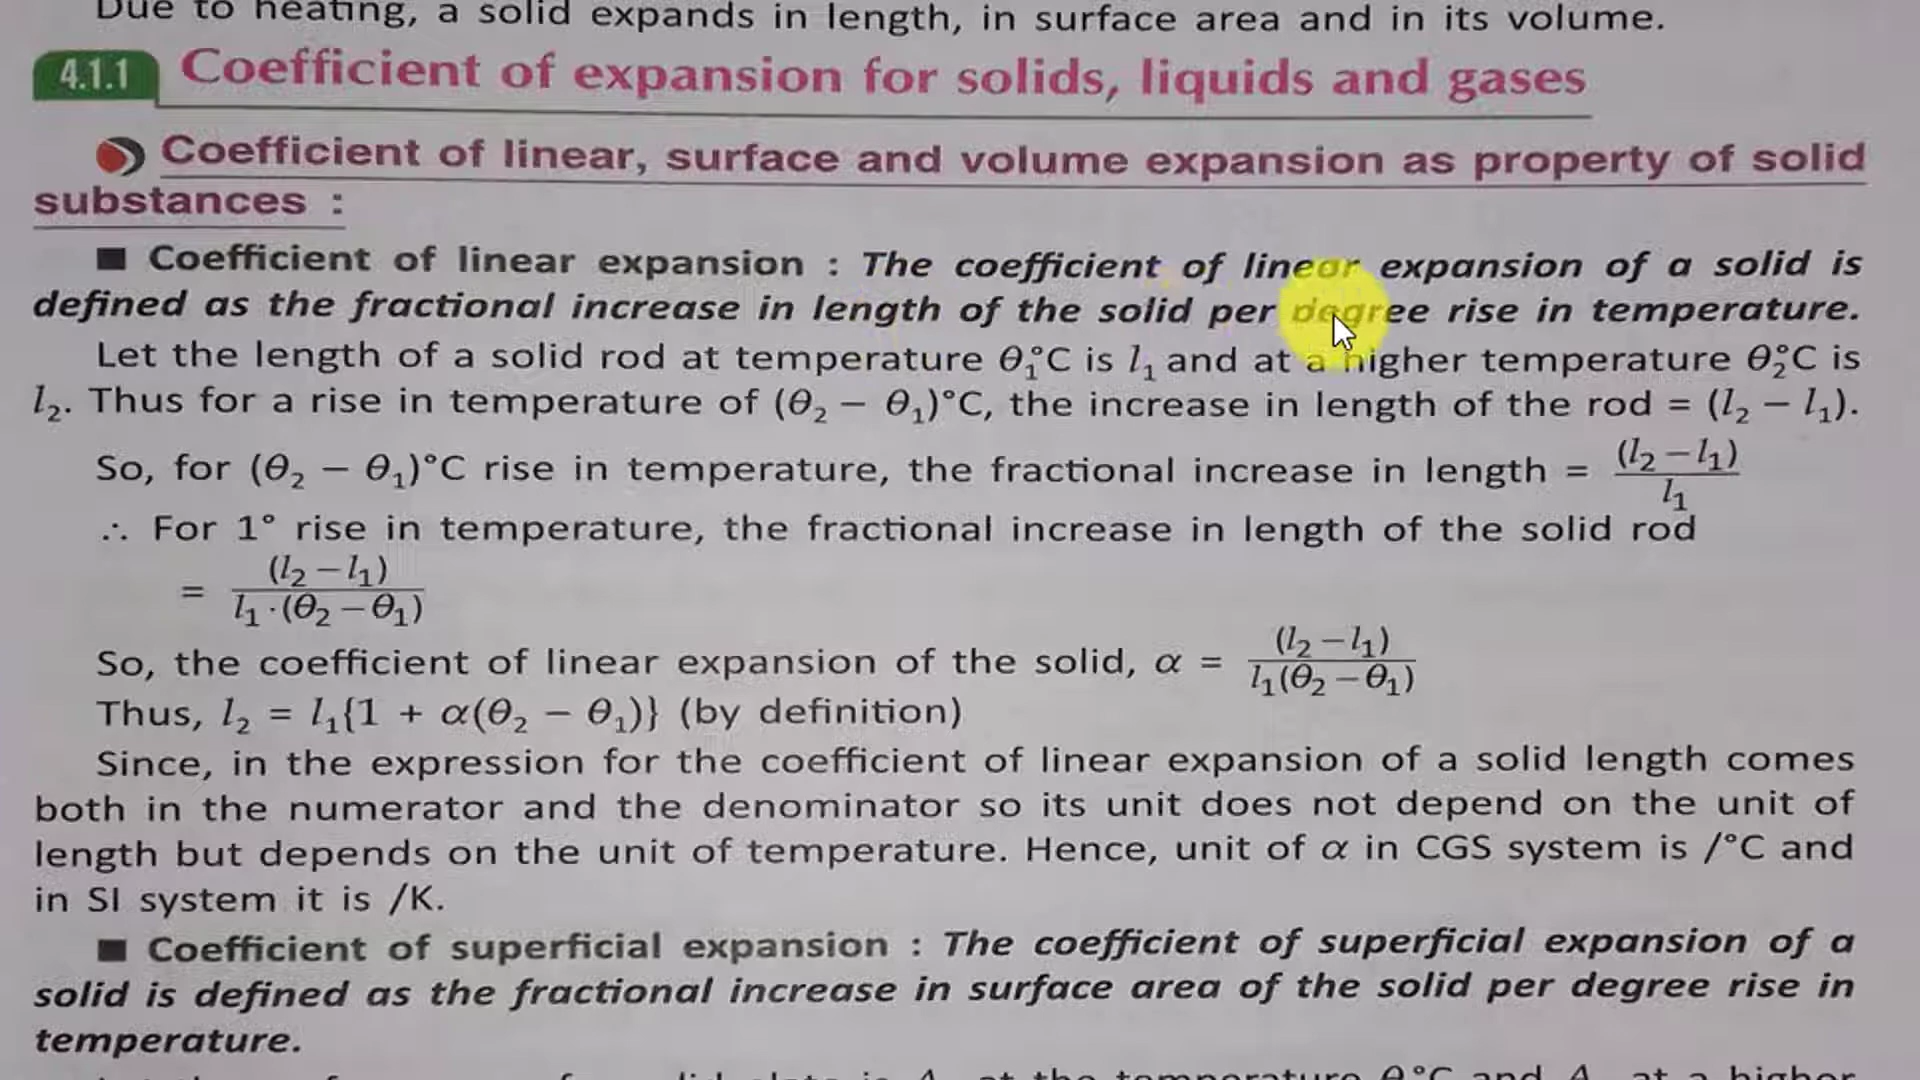 Due to heating, a solid expands in length, in surface area and in its volume.
4.1.1 Coefficient of expansion for solids, liquids and gases
Coefficient of linear, surface and volume expansion as property of solid
substances :
■ Coefficient of linear expansion : The coefficient of linear expansion of a solid is
defined as the fractional increase in length of the solid per degree rise in temperature.
Let the length of a solid rod at temperature θ₁°C is l₁ and at a higher temperature θ₂°C is
l₂. Thus for a rise in temperature of (θ₂ − θ₁)°C, the increase in length of the rod = (l₂ − l₁).
So, for (θ₂ − θ₁)°C rise in temperature, the fractional increase in length = (l₂ − l₁)/l₁
∴ For 1° rise in temperature, the fractional increase in length of the solid rod
= (l₂ − l₁)/l₁·(θ₂ − θ₁)
So, the coefficient of linear expansion of the solid, α = (l₂ − l₁)/l₁(θ₂ − θ₁)
Thus, l₂ = l₁{1 + α(θ₂ − θ₁)} (by definition)
Since, in the expression for the coefficient of linear expansion of a solid length comes
both in the numerator and the denominator so its unit does not depend on the unit of
length but depends on the unit of temperature. Hence, unit of α in CGS system is /°C and
in SI system it is /K.
■ Coefficient of superficial expansion : The coefficient of superficial expansion of a
solid is defined as the fractional increase in surface area of the solid per degree rise in
temperature.
at the temperature θ °C and A at a higher